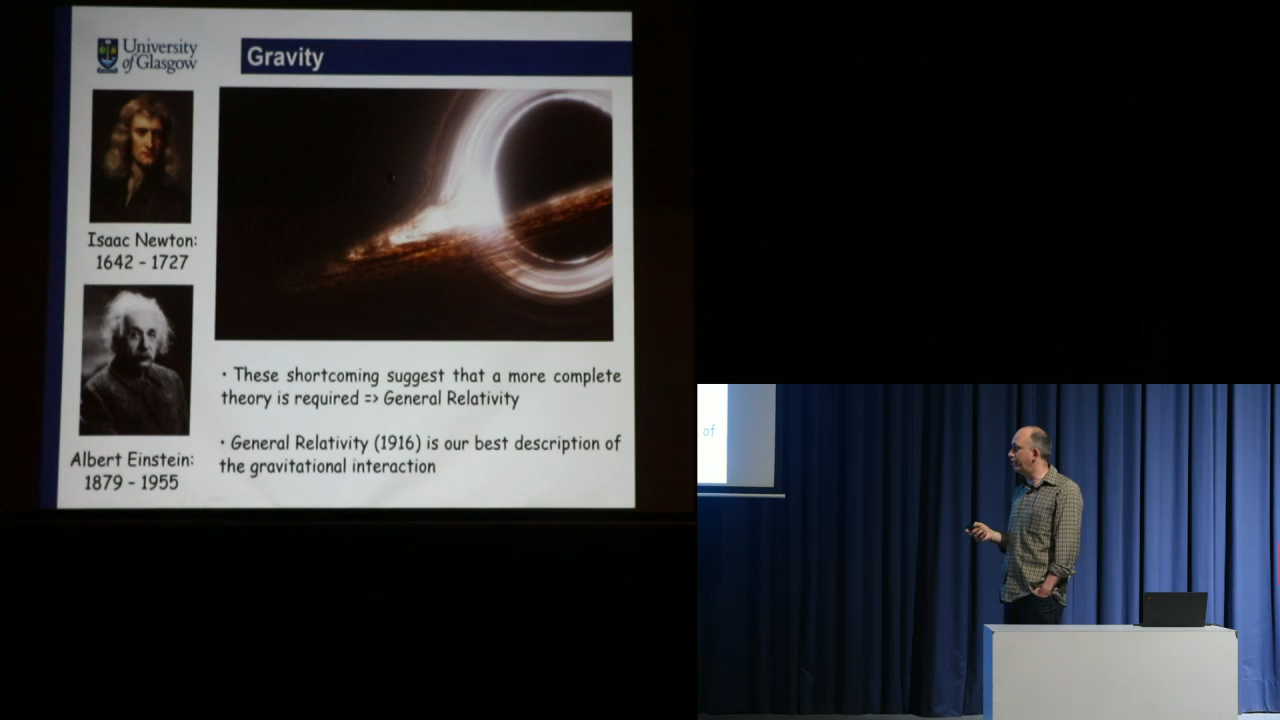 University
of Glasgow
Gravity
Isaac Newton:
1642 – 1727
Albert Einstein:
1879 – 1955
• These shortcoming suggest that a more complete
theory is required => General Relativity
• General Relativity (1916) is our best description of
the gravitational interaction
of